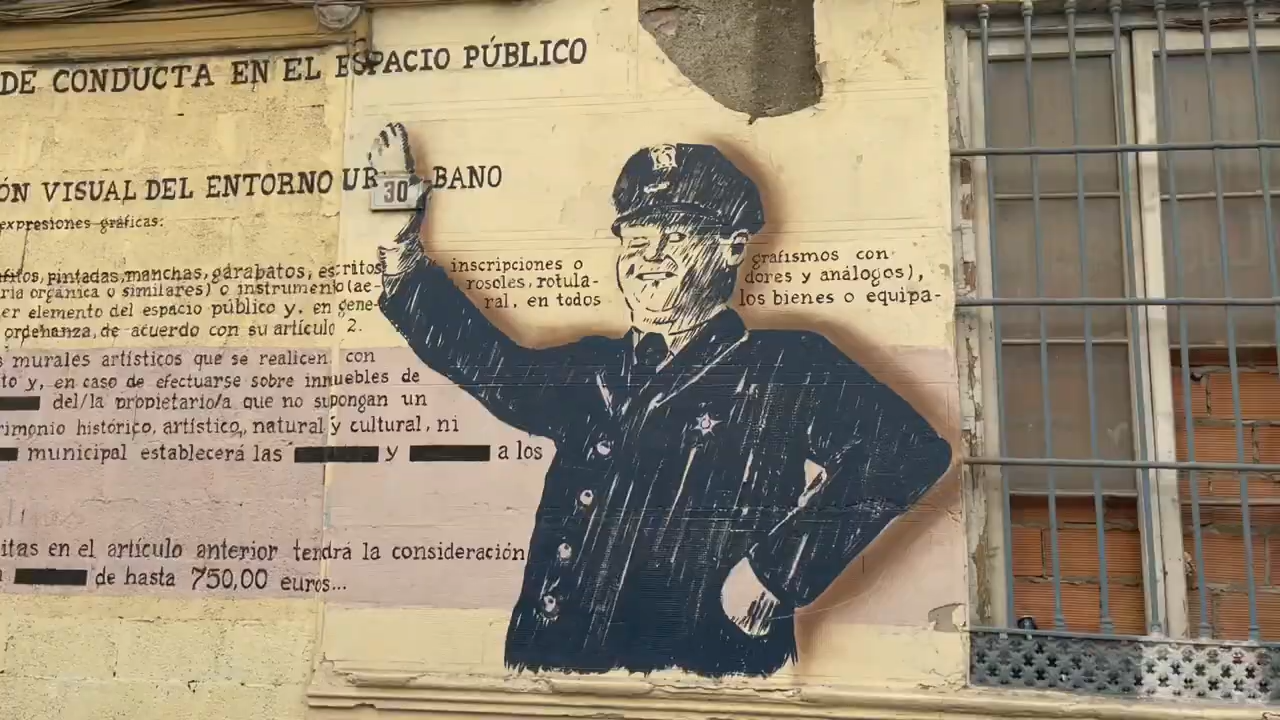 DE CONDUCTA EN EL ESPACIO PÚBLICO
ÓN VISUAL DEL ENTORNO URBANO
30
expresiones gráficas:
fitos, pintadas, manchas, garabatos, escritos inscripciones o grafismos con
ria orgánica o similares) o instrumento (ae- rosoles, rotula- dores y análogos),
er elemento del espacio público y, en gene- ral, en todos los bienes o equipa-
ordenanza, de acuerdo con su artículo 2.
s murales artísticos que se realicen con
to y, en caso de efectuarse sobre inmuebles de
del/la propietario/a que no supongan un
rimonio histórico, artístico, natural y cultural, ni
municipal establecerá las y a los
itas en el artículo anterior tendrá la consideración
de hasta 750,00 euros...